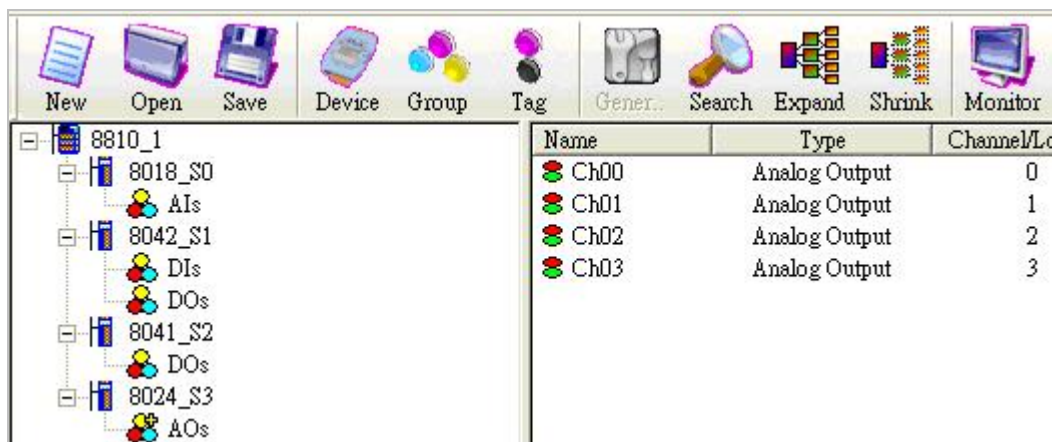 New Open Save Device Group Tag Gener.. Search Expand Shrink Monitor
8810_1
8018_S0
AIs
8042_S1
DIs
DOs
8041_S2
DOs
8024_S3
AOs
Name Type Channel/Lo
Ch00 Analog Output 0
Ch01 Analog Output 1
Ch02 Analog Output 2
Ch03 Analog Output 3